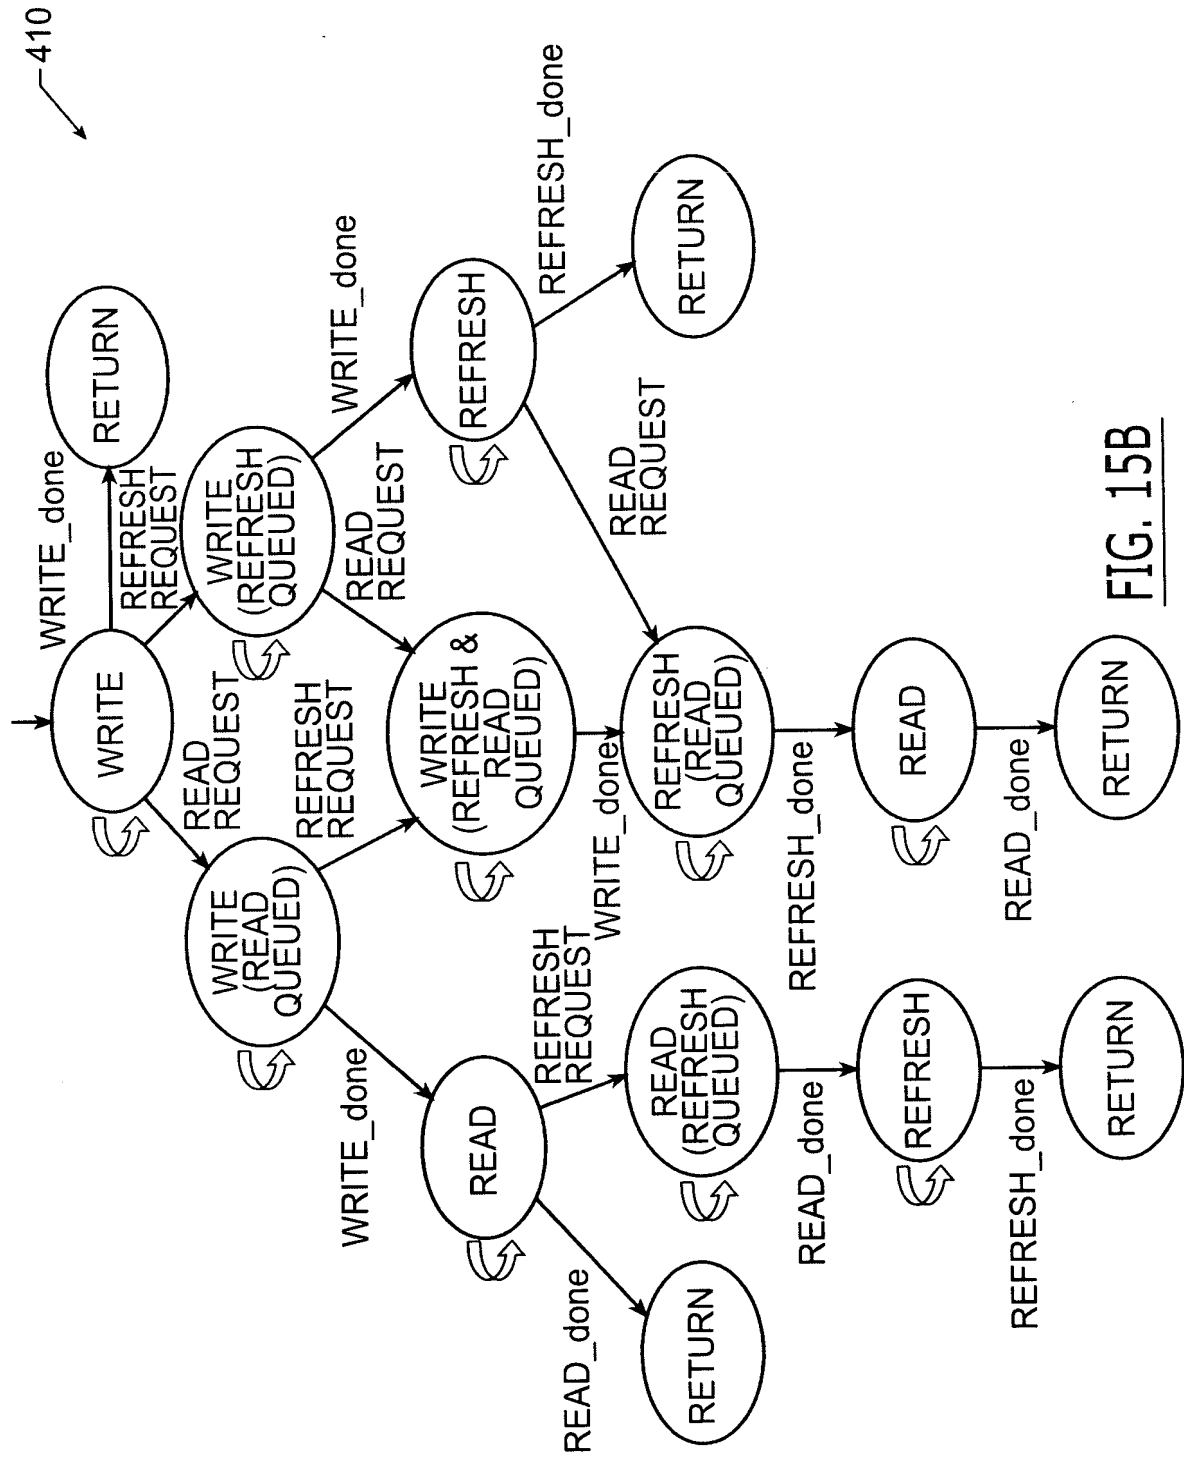 410
WRITE_done
RETURN
WRITE
REFRESH
REQUEST
READ
REQUEST
WRITE
(REFRESH
QUEUED)
WRITE
(READ
QUEUED)
WRITE_done
READ
REQUEST
REFRESH
REQUEST
WRITE_done
REFRESH
WRITE
(REFRESH &
READ
QUEUED)
READ
REFRESH_done
READ
REQUEST
WRITE_done
REFRESH
REQUEST
READ_done
RETURN
REFRESH
(READ
QUEUED)
READ
(REFRESH
QUEUED)
RETURN
REFRESH_done
READ_done
READ
REFRESH
READ_done
REFRESH_done
RETURN
RETURN
FIG. 15B